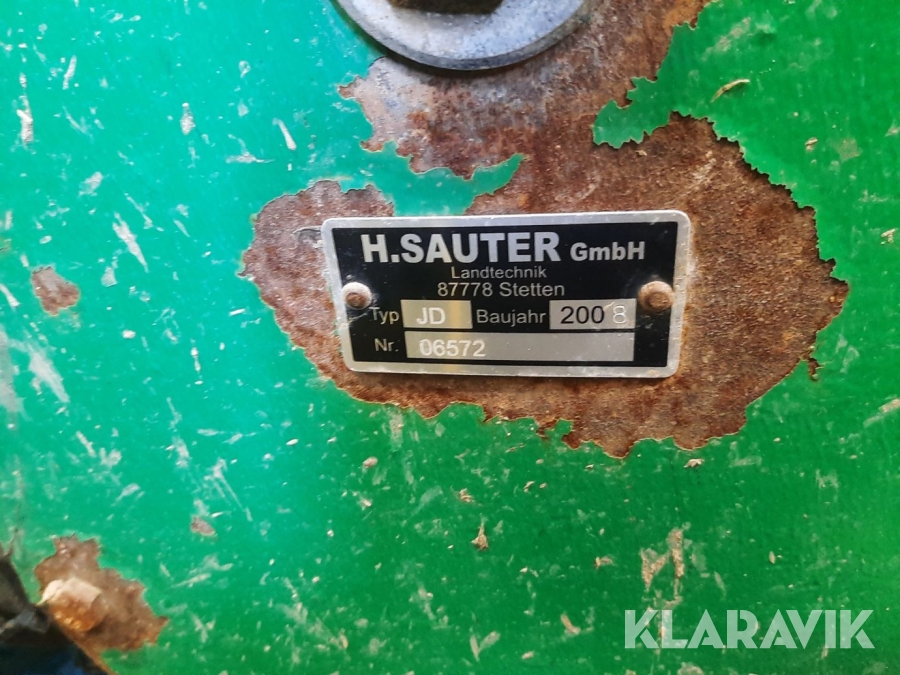 H.SAUTER GmbH
Landtechnik
87778 Stetten
Typ JD Baujahr 2008
Nr. 06572
KLARAVIK